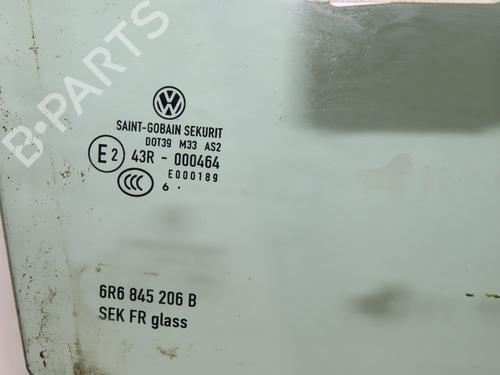 B-PARTS
VW
SAINT-GOBAIN SEKURIT
DOT39 M33 AS2
E2 43R - 000464
E000189
CCC 6 .
6R6 845 206 B
SEK FR glass
B-PARTS